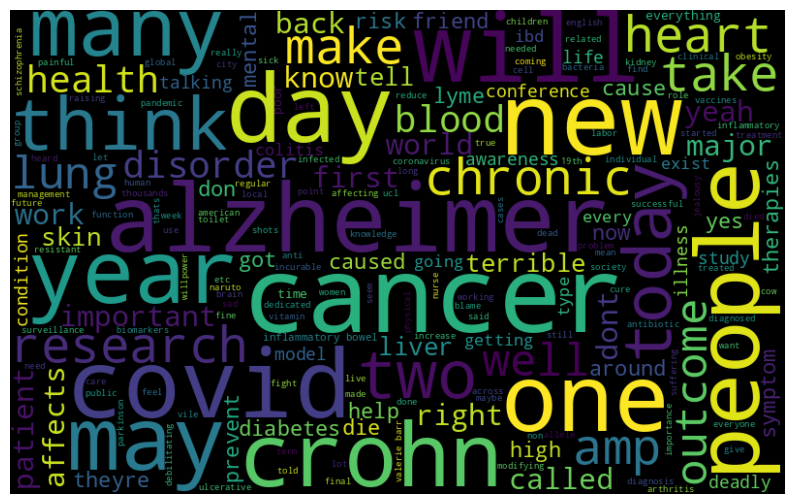 many
will
heart
back
risk
friend
children
english
everything
painful
global
really
sick
ibd
related
make
needed
coming
obesity
schizophrenia
city
cell
bacteria
kidney
find
clinical
health
talking
mental
know
tell
life
take
conference
cause
role
raising
pandemic
day
new
think
poor
left
lyme
reduce
vaccines
yeah
group
blood
true
labor
started
treatment
inflammatory
heard
let
colitis
world
awareness
major
lung
disorder
don
infected
coronavirus
19th
individual
exist
management
thousands
human
regular
first
chronic
affecting
ucl
long
future
point
successful
work
function
american
local
every
yes
therapies
thats
week
shots
knowledge
cases
now
study
resistant
use
toilet
alzheimer
today
people
jealousy
died
skin
anti
dead
problem
got
caused
going
terrible
mean
treated
condition
year
etc
incurable
society
cow
naruto
time
women
working
type
cure
illness
willpower
brain
sad
dedicated
nurse
said
blame
antibiotic
diagnosed
important
fine
vitamin
seem
physical
still
cancer
surveillance
biomarkers
inflammatory bowel
getting
dont
want
suffering
research
model
liver
increase
well
around
outcome
symptom
need
care
fight
live
across
done
maybe
covid
two
one
everyone
public
feel
made
patient
affects
parkinson
vile
prevent
diabetes
help
die
right
non
allele
importance
give
may
debilitating
term
lot
valerie barr
high
modifying
amp
deadly
theyre
told
final
crohn
called
diagnosis
arthritis
ulcerative